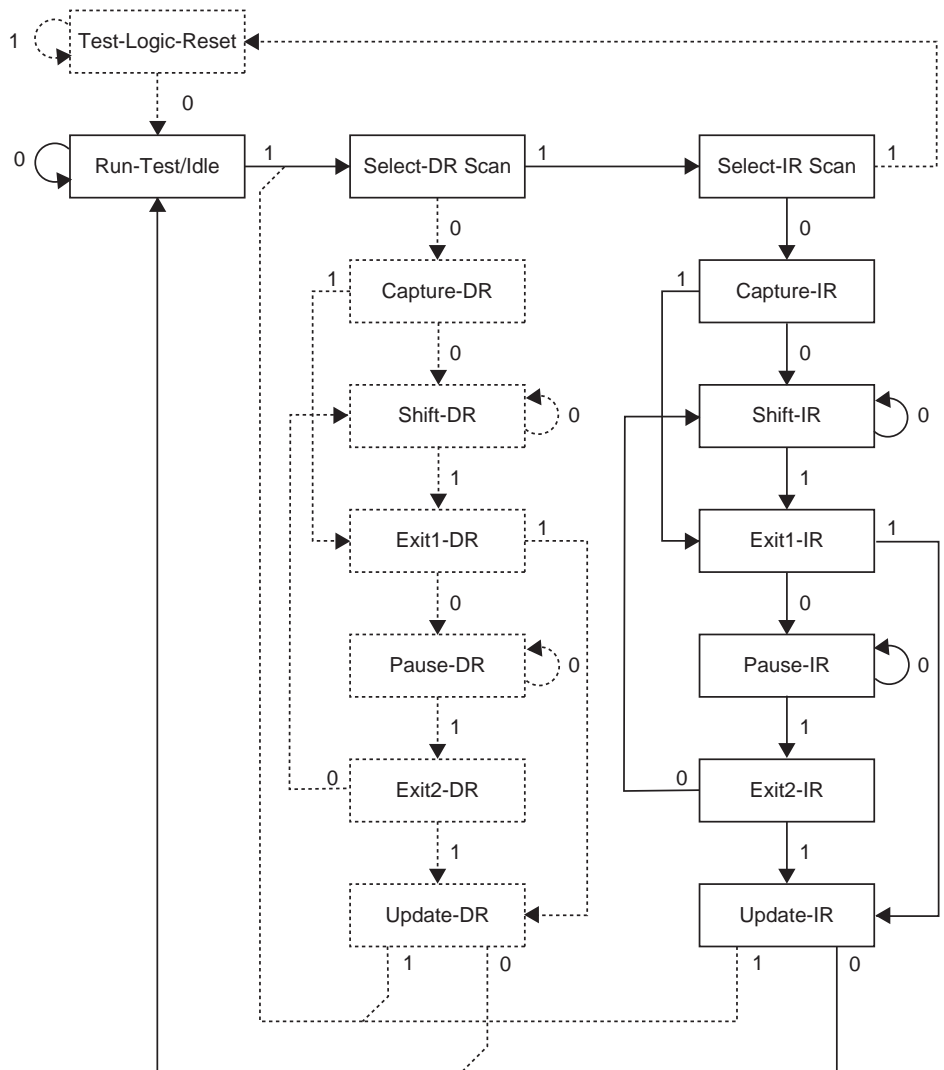 Test-Logic-Reset
1
0
0
Run-Test/Idle
1
Select-DR Scan
1
Select-IR Scan
1
0
0
1
Capture-DR
1
Capture-IR
0
0
Shift-DR
0
Shift-IR
0
1
1
Exit1-DR
1
Exit1-IR
1
0
0
Pause-DR
0
Pause-IR
0
1
1
0
Exit2-DR
0
Exit2-IR
1
1
Update-DR
Update-IR
1
0
1
0